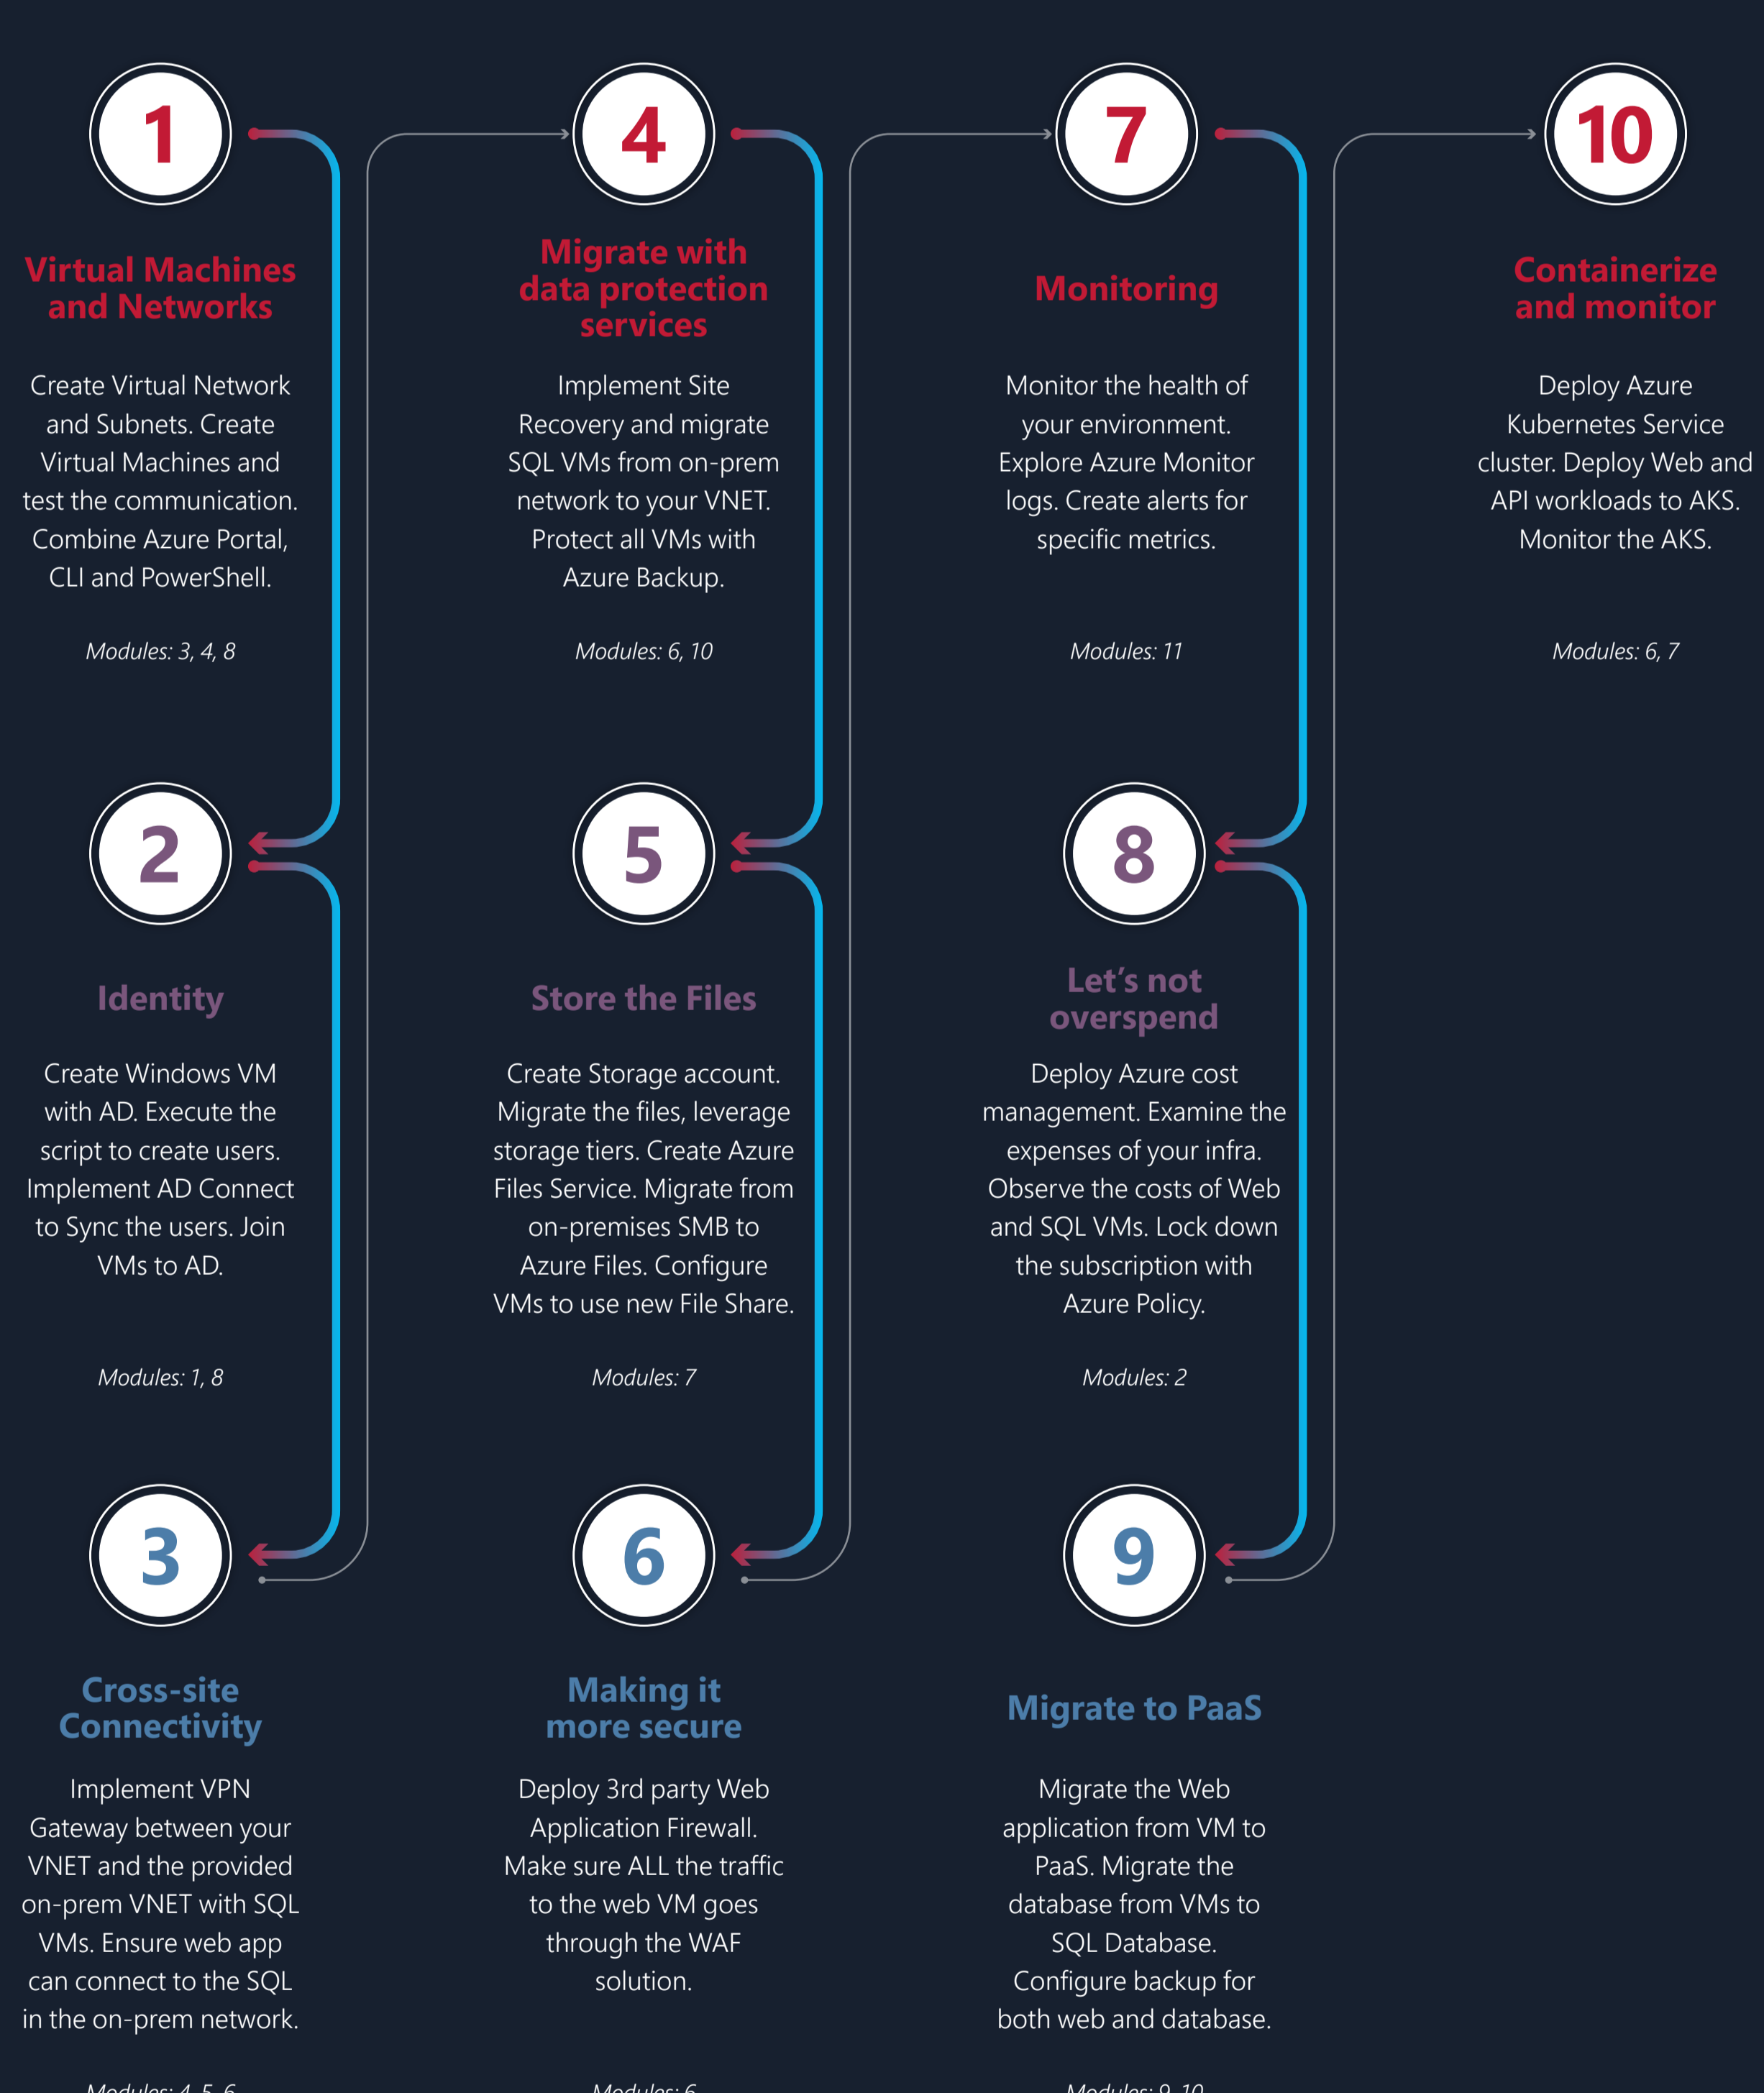 1
Virtual Machines
and Networks
Create Virtual Network
and Subnets. Create
Virtual Machines and
test the communication.
Combine Azure Portal,
CLI and PowerShell.
Modules: 3, 4, 8
2
Identity
Create Windows VM
with AD. Execute the
script to create users.
Implement AD Connect
to Sync the users. Join
VMs to AD.
Modules: 1, 8
3
Cross-site
Connectivity
Implement VPN
Gateway between your
VNET and the provided
on-prem VNET with SQL
VMs. Ensure web app
can connect to the SQL
in the on-prem network.
Modules: 4, 5, 6
4
Migrate with
data protection
services
Implement Site
Recovery and migrate
SQL VMs from on-prem
network to your VNET.
Protect all VMs with
Azure Backup.
Modules: 6, 10
5
Store the Files
Create Storage account.
Migrate the files, leverage
storage tiers. Create Azure
Files Service. Migrate from
on-premises SMB to
Azure Files. Configure
VMs to use new File Share.
Modules: 7
6
Making it
more secure
Deploy 3rd party Web
Application Firewall.
Make sure ALL the traffic
to the web VM goes
through the WAF
solution.
Modules: 6
7
Monitoring
Monitor the health of
your environment.
Explore Azure Monitor
logs. Create alerts for
specific metrics.
Modules: 11
8
Let’s not
overspend
Deploy Azure cost
management. Examine the
expenses of your infra.
Observe the costs of Web
and SQL VMs. Lock down
the subscription with
Azure Policy.
Modules: 2
9
Migrate to PaaS
Migrate the Web
application from VM to
PaaS. Migrate the
database from VMs to
SQL Database.
Configure backup for
both web and database.
Modules: 9, 10
10
Containerize
and monitor
Deploy Azure
Kubernetes Service
cluster. Deploy Web and
API workloads to AKS.
Monitor the AKS.
Modules: 6, 7